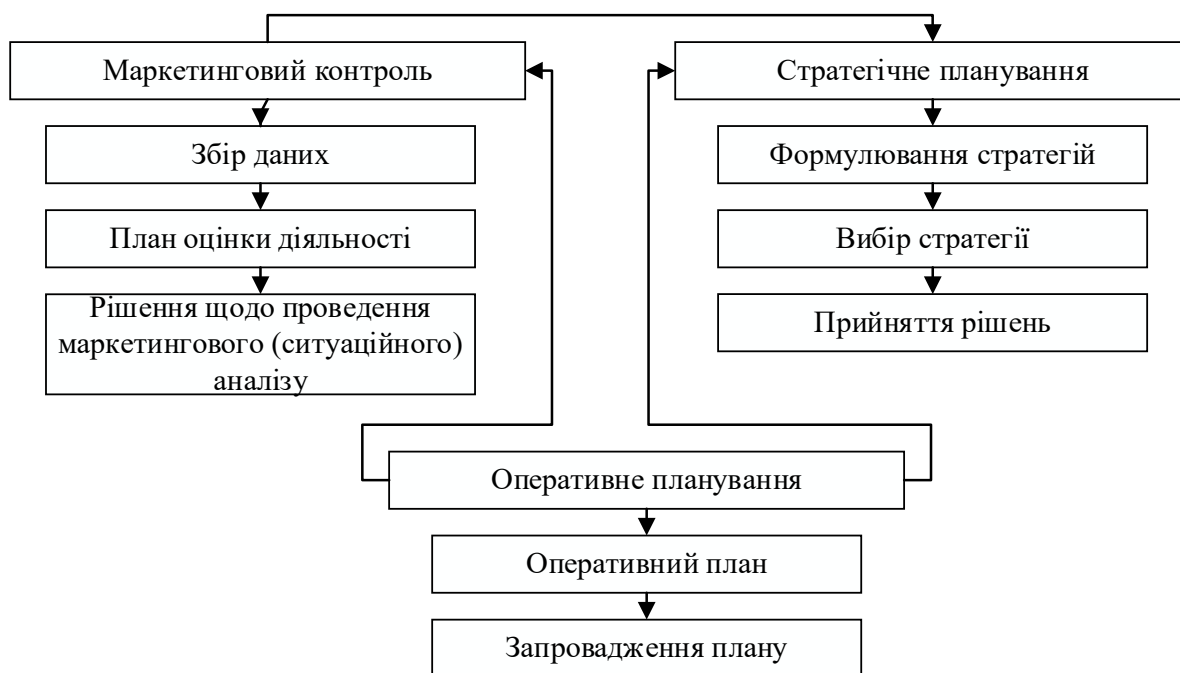 Маркетинговий контроль
Збір даних
План оцінки діяльності
Рішення щодо проведення
маркетингового (ситуаційного)
аналізу
Стратегічне планування
Формулювання стратегій
Вибір стратегії
Прийняття рішень
Оперативне планування
Оперативний план
Запровадження плану